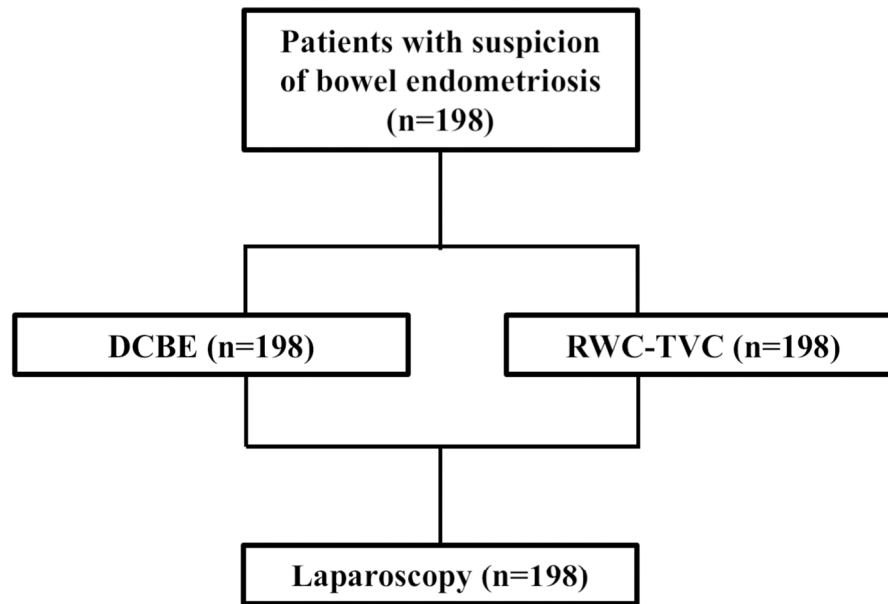 Patients with suspicion
of bowel endometriosis
(n=198)
DCBE (n=198)
RWC-TVC (n=198)
Laparoscopy (n=198)